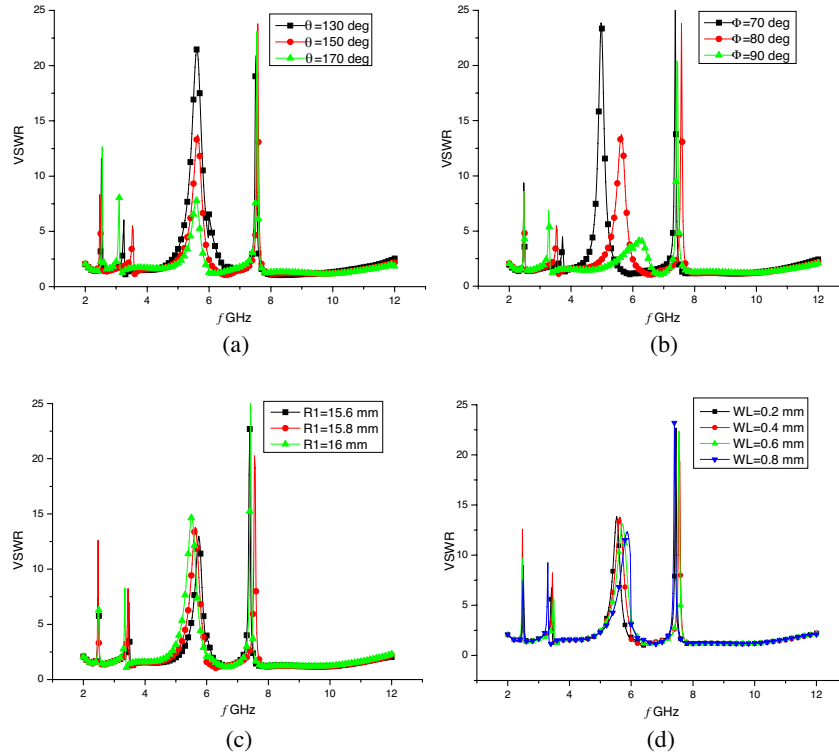 25
20
15
10
5
0
VSWR
θ=130 deg
θ=150 deg
θ=170 deg
2
4
6
8
10
12
f GHz
(a)
25
20
15
10
5
0
VSWR
Φ=70 deg
Φ=80 deg
Φ=90 deg
2
4
6
8
10
12
f GHz
(b)
25
20
15
10
5
0
VSWR
R1=15.6 mm
R1=15.8 mm
R1=16 mm
2
4
6
8
10
12
f GHz
(c)
25
20
15
10
5
0
VSWR
WL=0.2 mm
WL=0.4 mm
WL=0.6 mm
WL=0.8 mm
2
4
6
8
10
12
f GHz
(d)